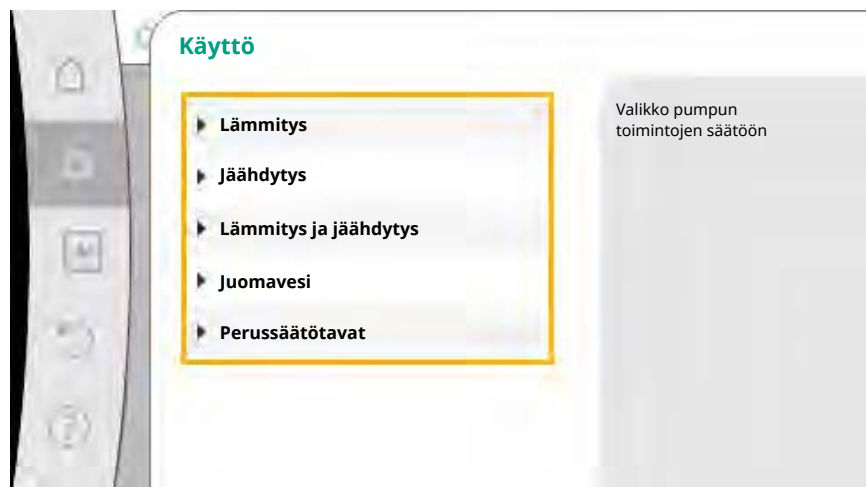 Käyttö
Lämmitys
Jäähdytys
Lämmitys ja jäähdytys
Juomavesi
Perussäätötavat
Valikko pumpun
toimintojen säätöön